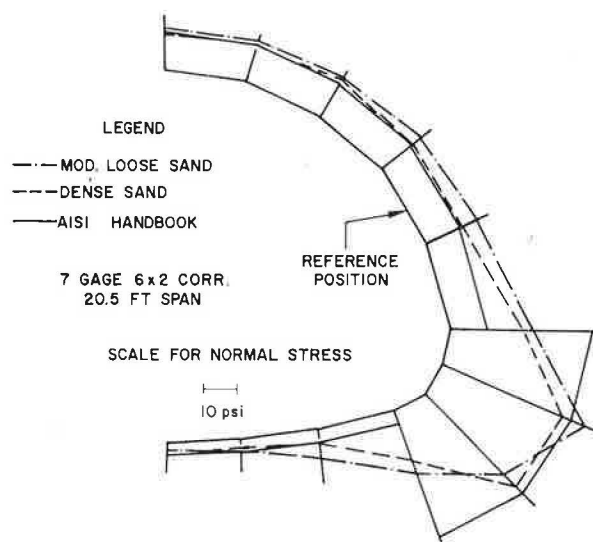 LEGEND
MOD. LOOSE SAND
DENSE SAND
AISI HANDBOOK
7 GAGE 6x2 CORR.
20.5 FT SPAN
REFERENCE
POSITION
SCALE FOR NORMAL STRESS
10 psi